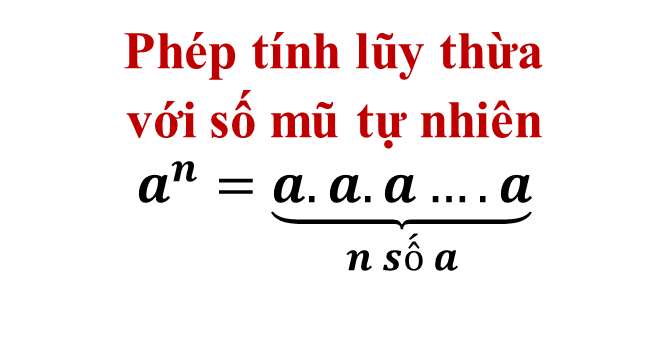 Phép tính lũy thừa
với số mũ tự nhiên
aⁿ = a. a. a … . a
n số a